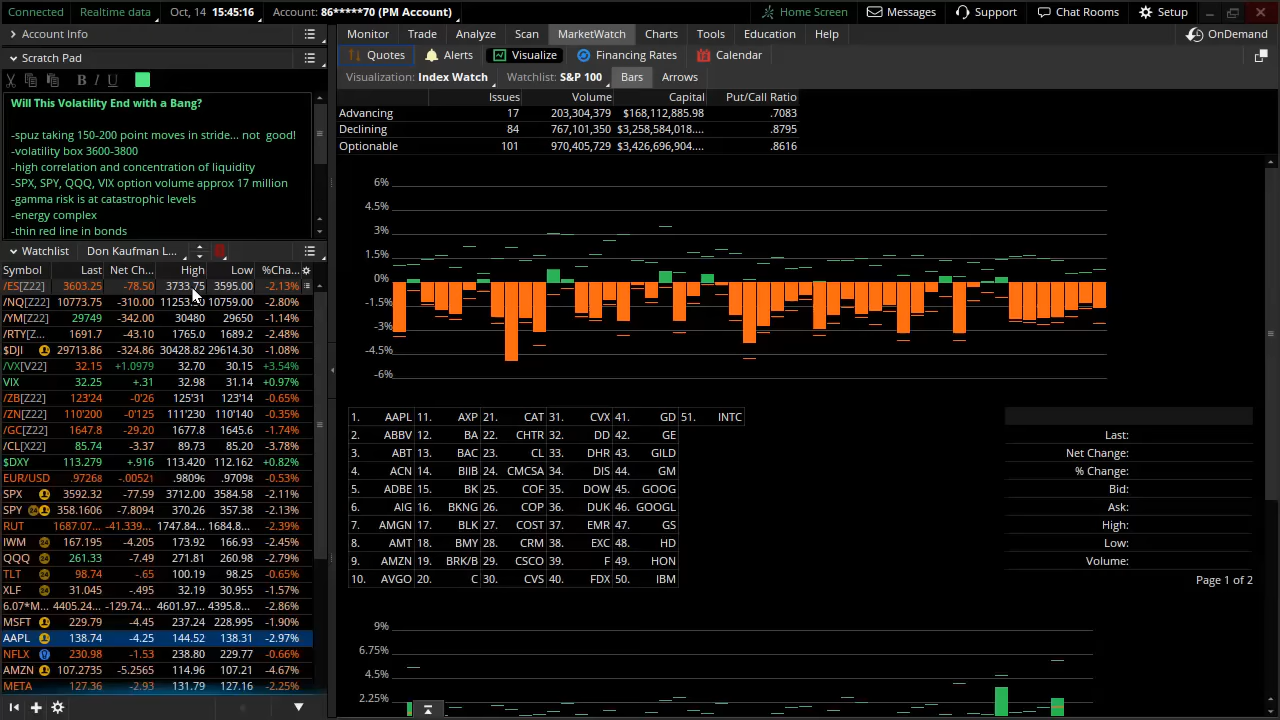 Connected Realtime data Oct, 14 15:45:16 Account: 86*****70 (PM Account) Home Screen Messages Support Chat Rooms Setup
Account Info
Monitor Trade Analyze Scan MarketWatch Charts Tools Education Help OnDemand
Scratch Pad
Quotes Alerts Visualize Financing Rates Calendar
B I U
Visualization: Index Watch Watchlist: S&P 100 Bars Arrows
Will This Volatility End with a Bang?
-spuz taking 150-200 point moves in stride... not good!
-volatility box 3600-3800
-high correlation and concentration of liquidity
-SPX, SPY, QQQ, VIX option volume approx 17 million
-gamma risk is at catastrophic levels
-energy complex
-thin red line in bonds
Issues Volume Capital Put/Call Ratio
Advancing 17 203,304,379 $168,112,885.98 .7083
Declining 84 767,101,350 $3,258,584,018.... .8795
Optionable 101 970,405,729 $3,426,696,904.... .8616
Watchlist Don Kaufman L...
Symbol Last Net Ch... High Low %Cha...
/ES[Z22] 3603.25 -78.50 3733.75 3595.00 -2.13%
/NQ[Z22] 10773.75 -310.00 10759.00 -2.80%
/YM[Z22] 29749 -342.00 30480 29650 -1.14%
/RTY[Z... 1691.7 -43.10 1765.0 1689.2 -2.48%
$DJI 29713.86 -324.86 30428.82 29614.30 -1.08%
/VX[V22] 32.15 +1.0979 32.70 30.15 +3.54%
VIX 32.25 +.31 32.98 31.14 +0.97%
/ZB[Z22] 123'24 -0'26 125'31 123'14 -0.65%
/ZN[Z22] 110'200 -0'125 111'230 110'140 -0.35%
/GC[Z22] 1647.8 -29.20 1677.8 1645.6 -1.74%
/CL[X22] 85.74 -3.37 89.73 85.20 -3.78%
$DXY 113.279 +.916 113.420 112.162 +0.82%
EUR/USD .97268 -.00521 .98096 .97098 -0.53%
SPX 3592.32 -77.59 3712.00 3584.58 -2.11%
SPY 358.1606 -7.8094 370.26 357.38 -2.13%
RUT 1687.07... -41.339... 1747.84... 1684.8... -2.39%
IWM 167.195 -4.205 173.92 166.93 -2.45%
QQQ 261.33 -7.49 271.81 260.98 -2.79%
TLT 98.74 -.65 100.19 98.25 -0.65%
XLF 31.045 -.495 32.19 30.955 -1.57%
6.07*M... 4405.24... -129.74... 4601.97... 4395.8... -2.86%
MSFT 229.79 -4.45 237.24 228.995 -1.90%
AAPL 138.74 -4.25 144.52 138.31 -2.97%
NFLX 230.98 -1.53 238.80 229.77 -0.66%
AMZN 107.2735 -5.2565 114.96 107.21 -4.67%
META 127.36 -2.93 131.79 127.16 -2.25%
6%
4.5%
3%
1.5%
0%
-1.5%
-3%
-4.5%
-6%
1. AAPL 11. AXP 21. CAT 31. CVX 41. GD 51. INTC
2. ABBV 12. BA 22. CHTR 32. DD 42. GE
3. ABT 13. BAC 23. CL 33. DHR 43. GILD
4. ACN 14. BIIB 24. CMCSA 34. DIS 44. GM
5. ADBE 15. BK 25. COF 35. DOW 45. GOOG
6. AIG 16. BKNG 26. COP 36. DUK 46. GOOGL
7. AMGN 17. BLK 27. COST 37. EMR 47. GS
8. AMT 18. BMY 28. CRM 38. EXC 48. HD
9. AMZN 19. BRK/B 29. CSCO 39. F 49. HON
10. AVGO 20. C 30. CVS 40. FDX 50. IBM
Last:
Net Change:
% Change:
Bid:
Ask:
High:
Low:
Volume:
Page 1 of 2
9%
6.75%
4.5%
2.25%